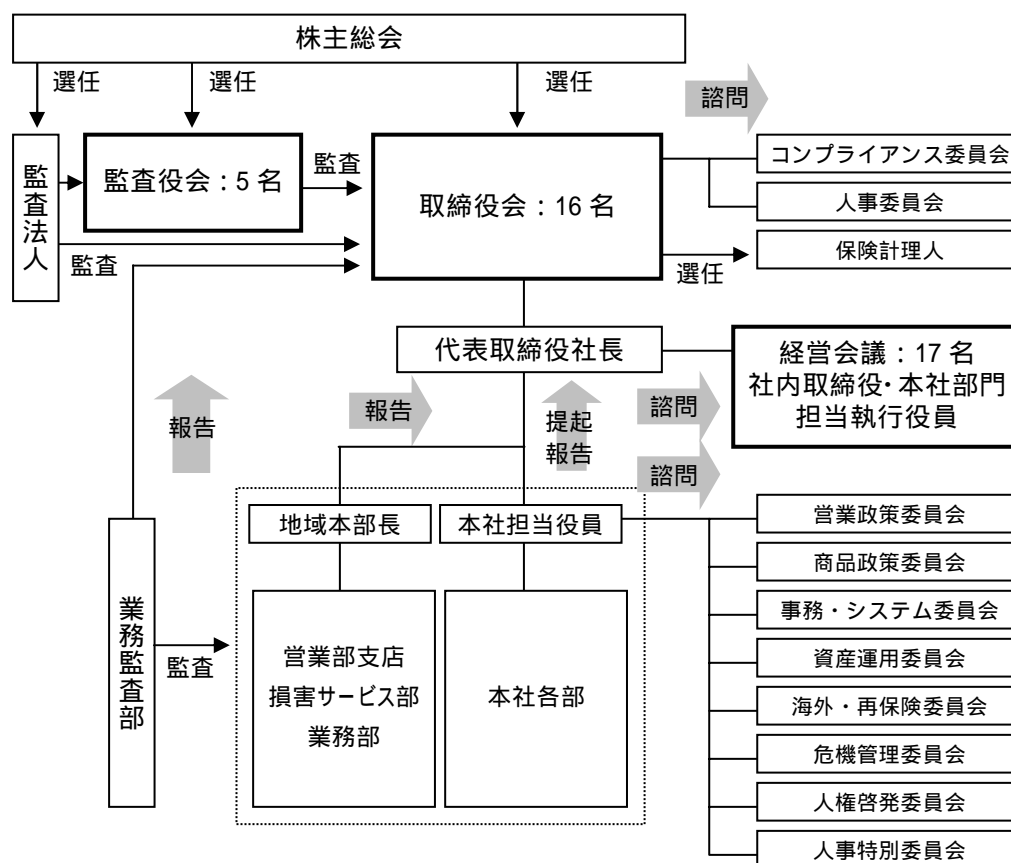 株主総会
選任
選任
選任
諮問
監査法人
監査役会：5 名
監査
取締役会：16 名
コンプライアンス委員会
人事委員会
保険計理人
監査
選任
代表取締役社長
経営会議：17 名
社内取締役・本社部門
担当執行役員
報告
報告
提起
報告
諮問
諮問
地域本部長
本社担当役員
営業政策委員会
商品政策委員会
事務・システム委員会
資産運用委員会
海外・再保険委員会
危機管理委員会
人権啓発委員会
人事特別委員会
業務監査部
監査
営業部支店
損害サービス部
業務部
本社各部